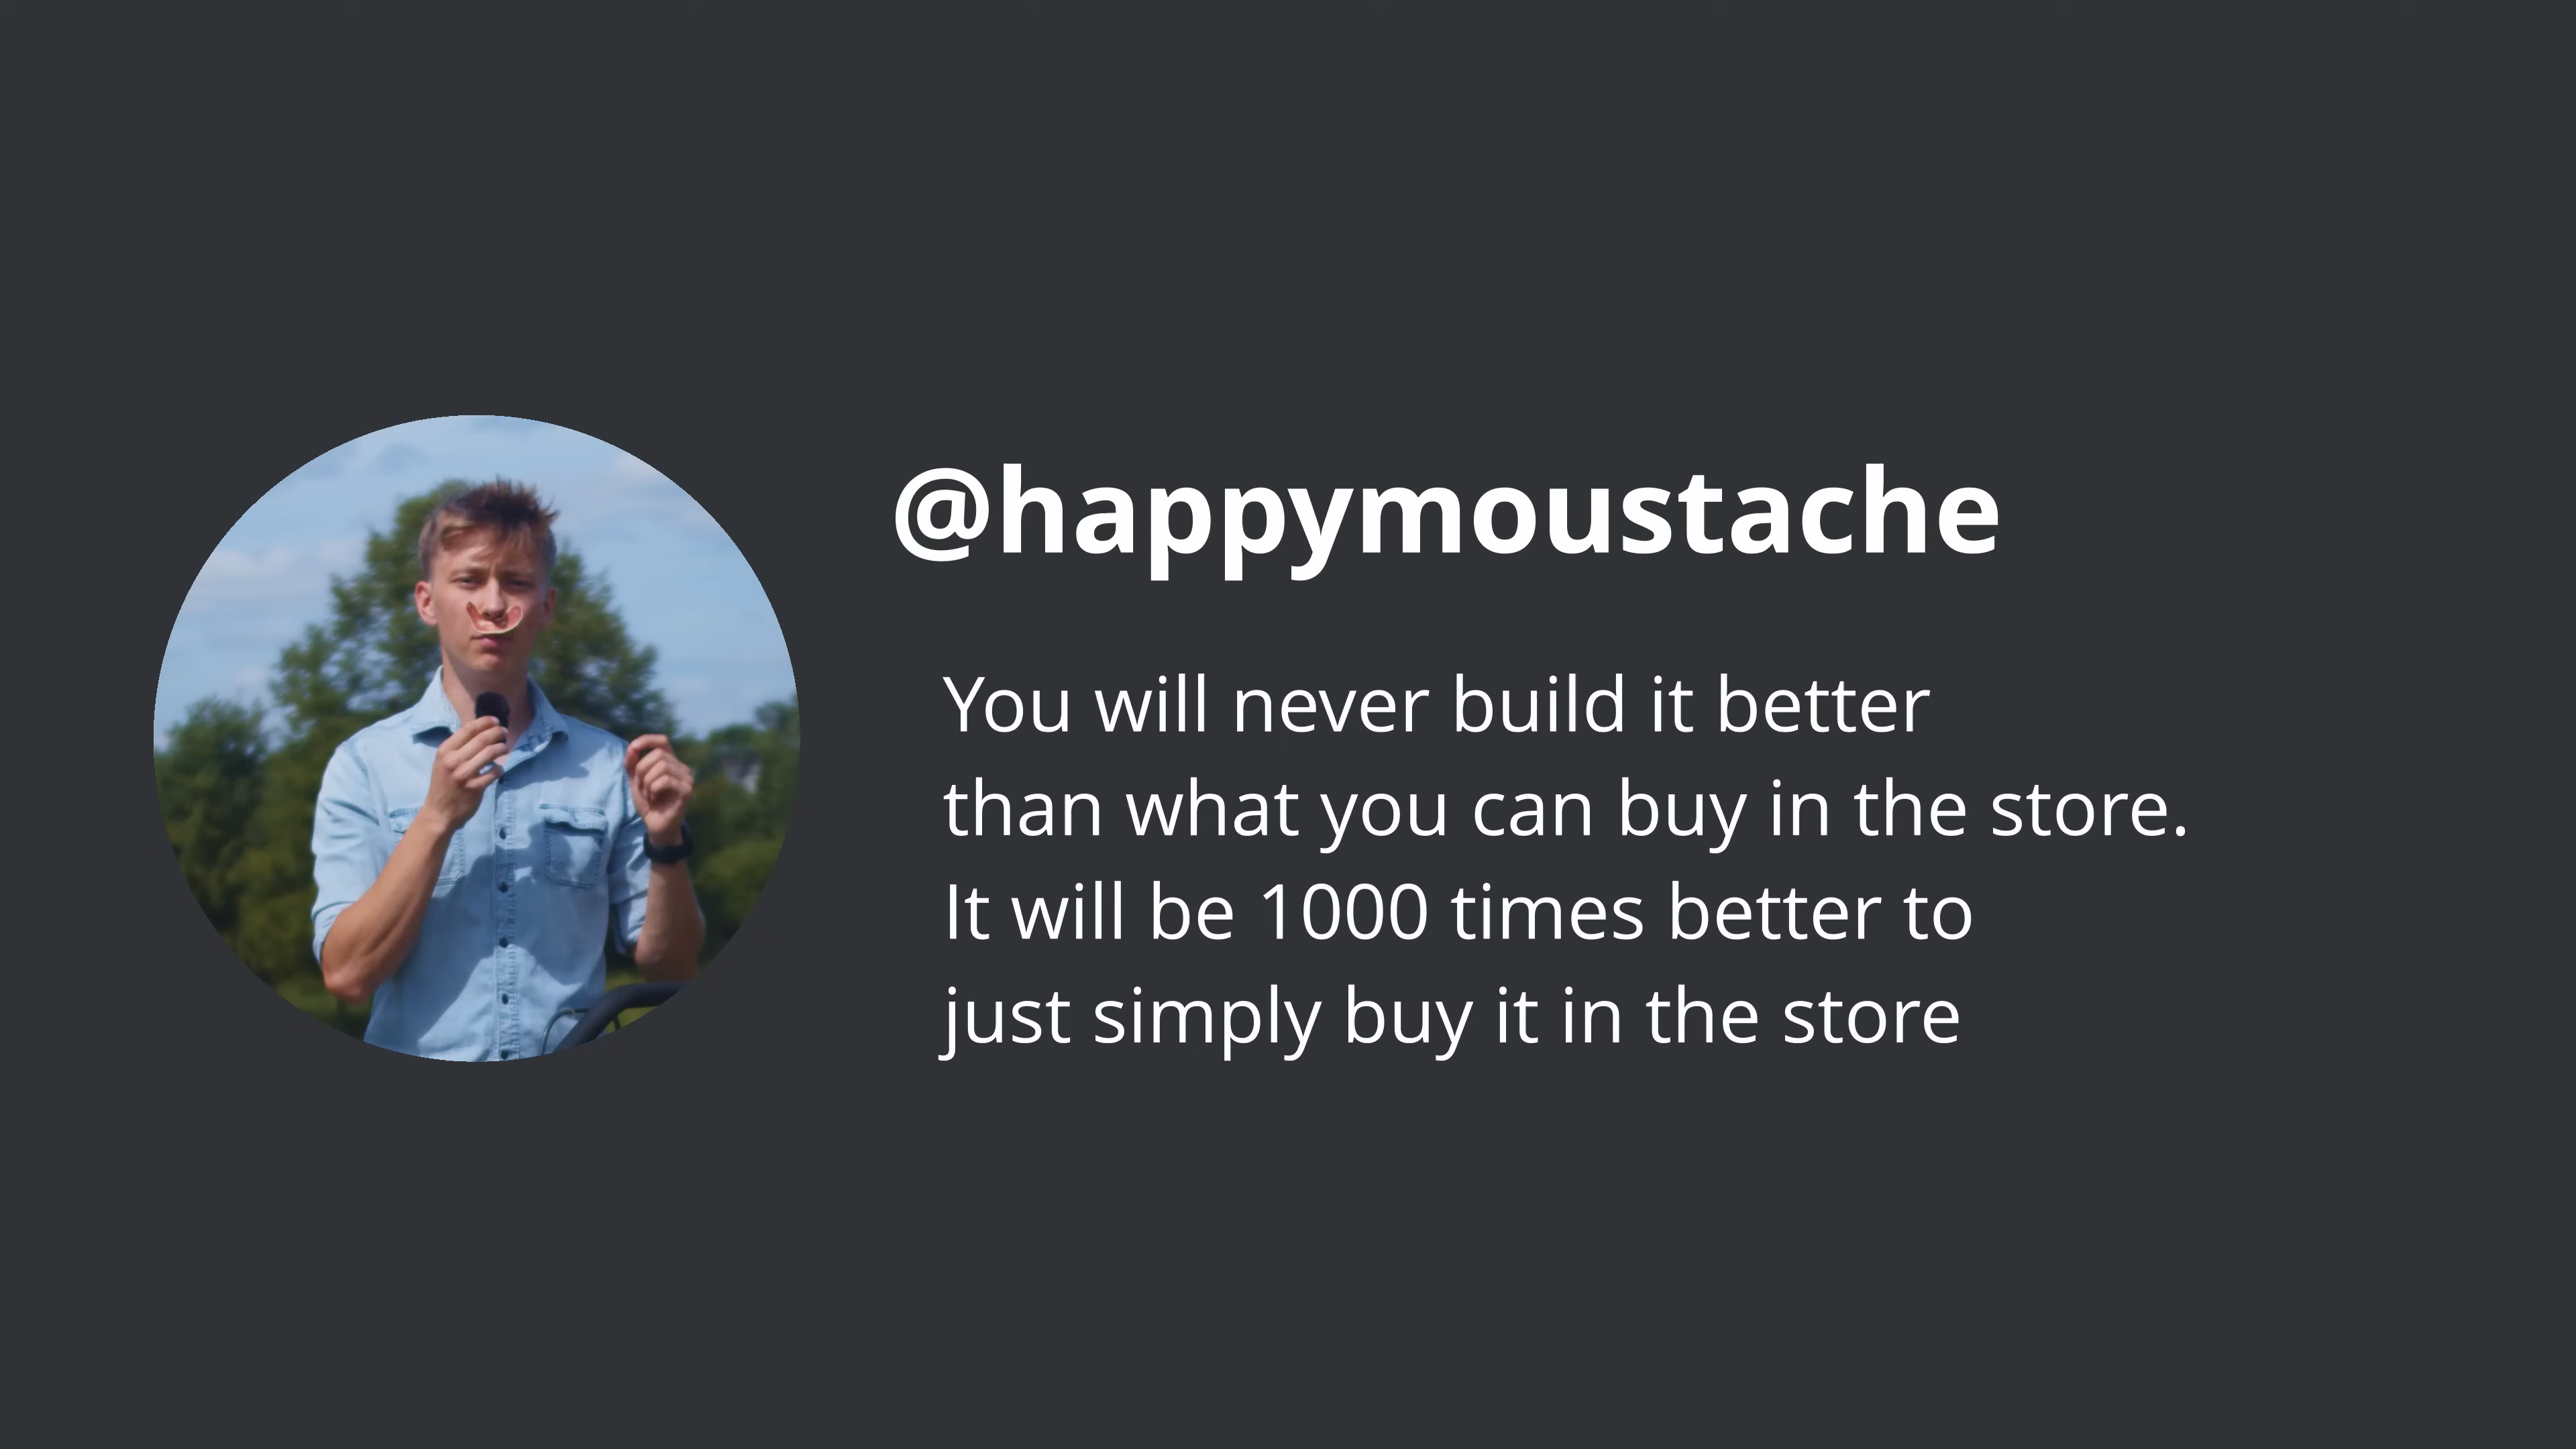 @happymoustache
You will never build it better
than what you can buy in the store.
It will be 1000 times better to
just simply buy it in the store